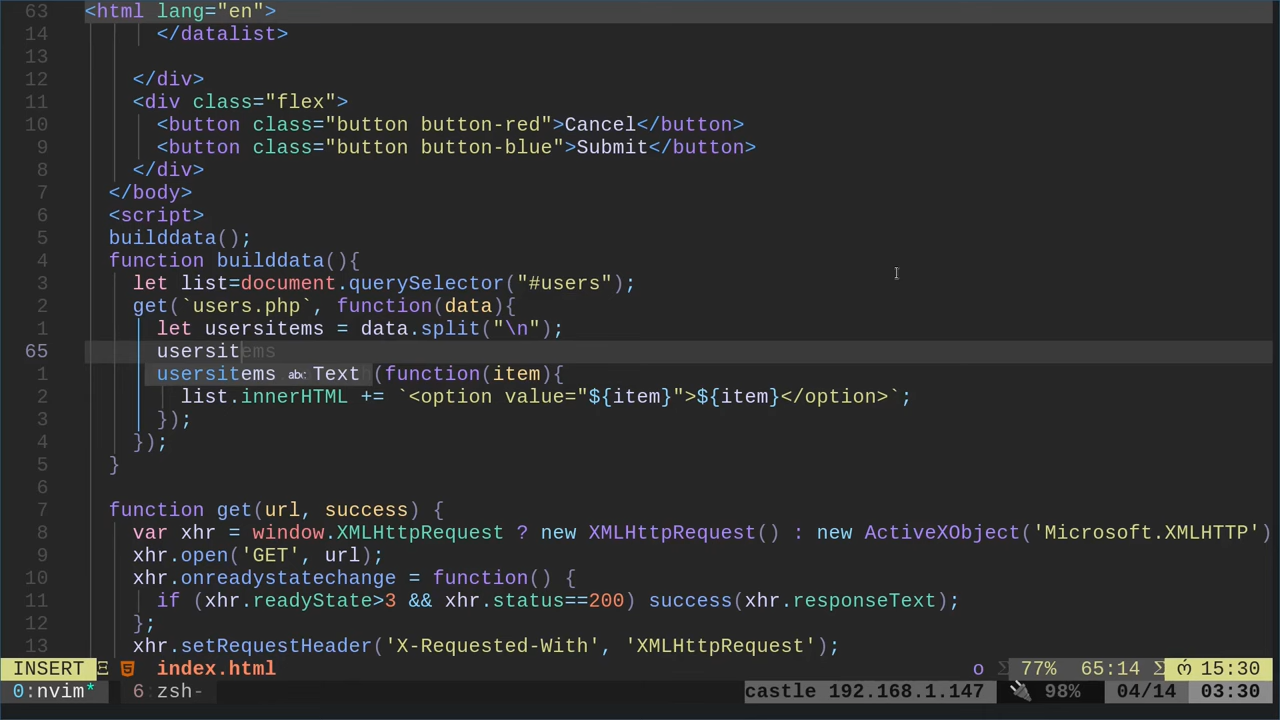 63 <html lang="en">
14 </datalist>
13
12 </div>
11 <div class="flex">
10 <button class="button button-red">Cancel</button>
9 <button class="button button-blue">Submit</button>
8 </div>
7 </body>
6 <script>
5 builddata();
4 function builddata(){
3 let list=document.querySelector("#users");
2 get(`users.php`, function(data){
1 let usersitems = data.split("\n");
65 usersitems
1 usersitems abc Text (function(item){
2 list.innerHTML += `<option value="${item}">${item}</option>`;
3 });
4 });
5 }
6
7 function get(url, success) {
8 var xhr = window.XMLHttpRequest ? new XMLHttpRequest() : new ActiveXObject('Microsoft.XMLHTTP')
9 xhr.open('GET', url);
10 xhr.onreadystatechange = function() {
11 if (xhr.readyState>3 && xhr.status==200) success(xhr.responseText);
12 };
13 xhr.setRequestHeader('X-Requested-With', 'XMLHttpRequest');
INSERT index.html o 77% 65:14 Σ 15:30
0:nvim* 6 zsh- castle 192.168.1.147 98% 04/14 03:30